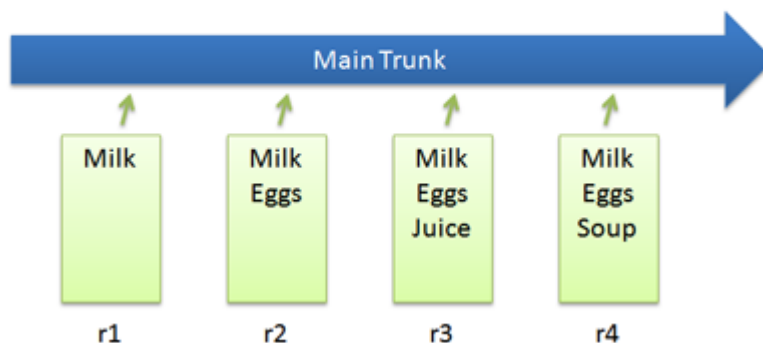 Main Trunk
Milk
Milk
Eggs
Milk
Eggs
Juice
Milk
Eggs
Soup
r1
r2
r3
r4